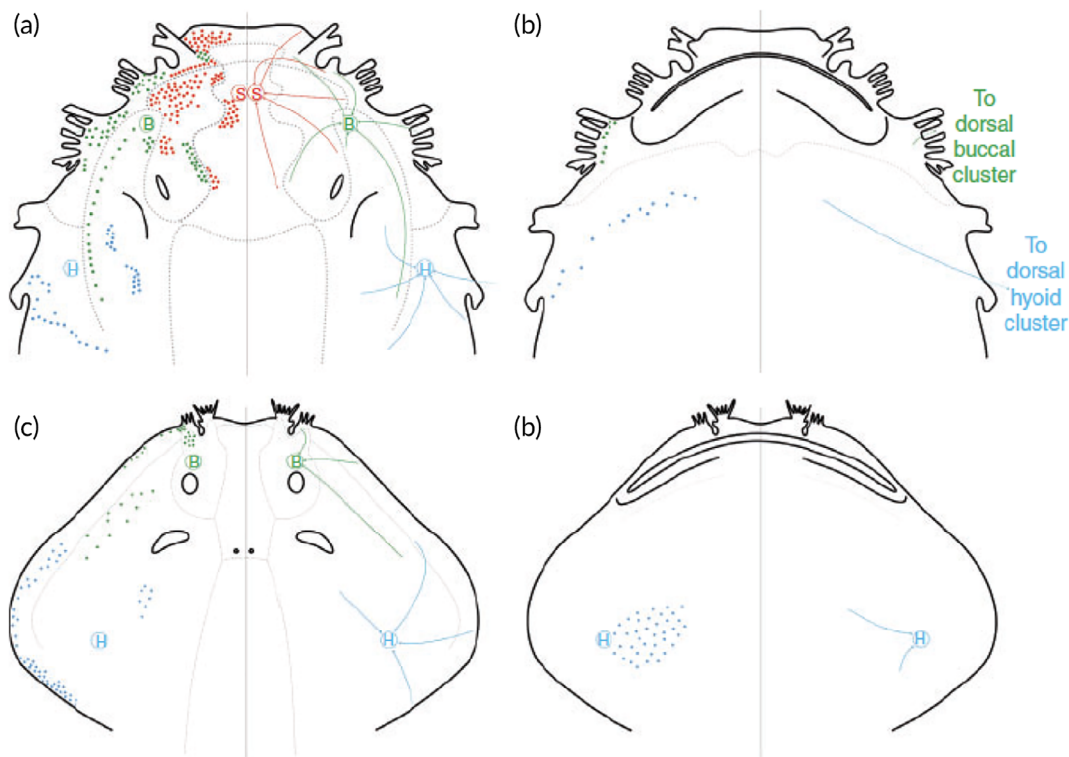 (a)
(b)
S S
B B
H H
To
dorsal
buccal
cluster
To
dorsal
hyoid
cluster
(c)
(b)
B B
H H
H H